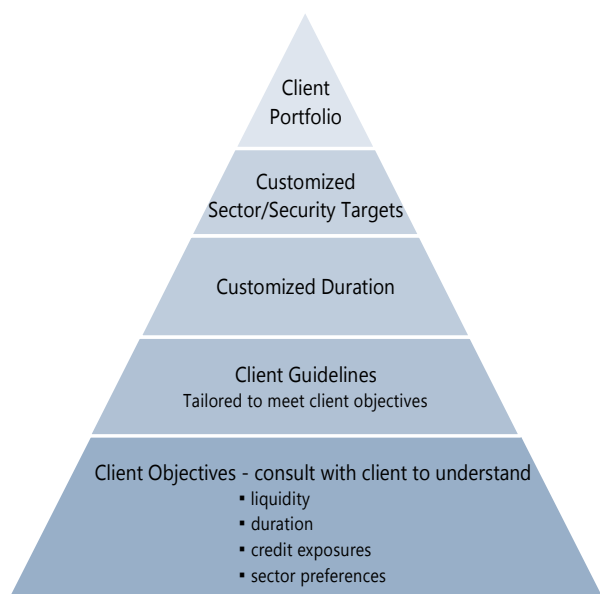 Client
Portfolio
Customized
Sector/Security Targets
Customized Duration
Client Guidelines
Tailored to meet client objectives
Client Objectives - consult with client to understand
▪ liquidity
▪ duration
▪ credit exposures
▪ sector preferences